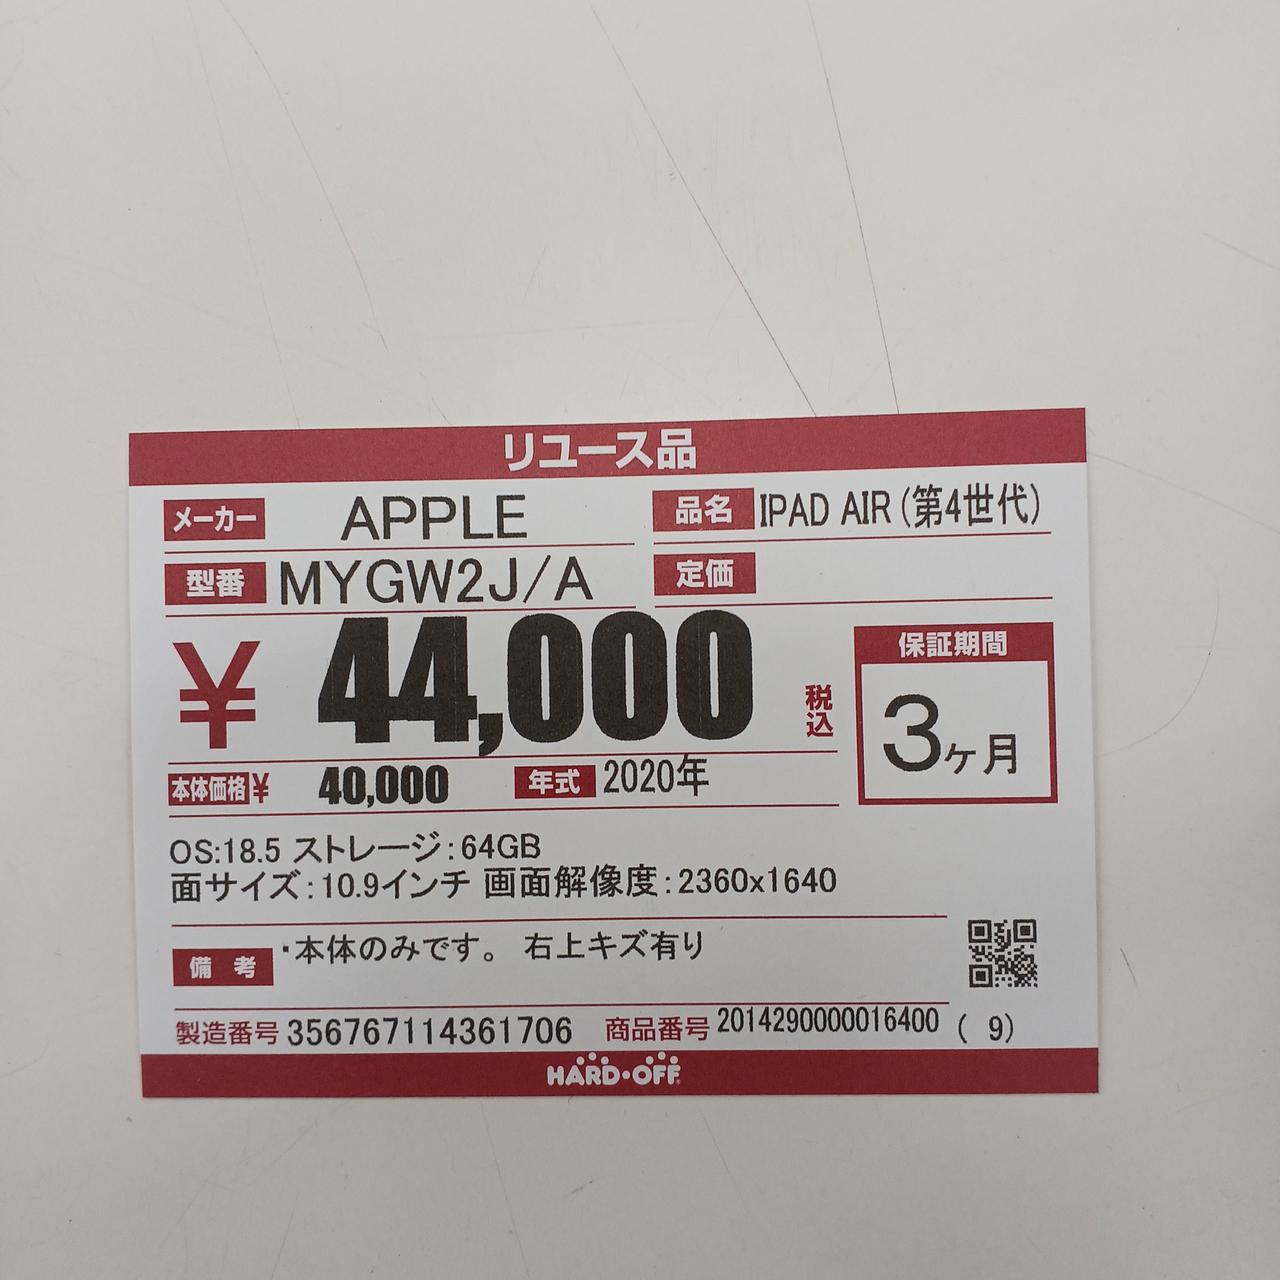 リユース品
メーカー APPLE 品名 IPAD AIR (第4世代)
型番 MYGW2J/A 定価
¥ 44,000 税込 保証期間
3ヶ月
本体価格¥ 40,000 年式 2020年
OS:18.5 ストレージ:64GB
面サイズ:10.9インチ 画面解像度:2360x1640
備考 ・本体のみです。 右上キズ有り
製造番号 356767114361706 商品番号 2014290000016400 ( 9)
HARD・OFF